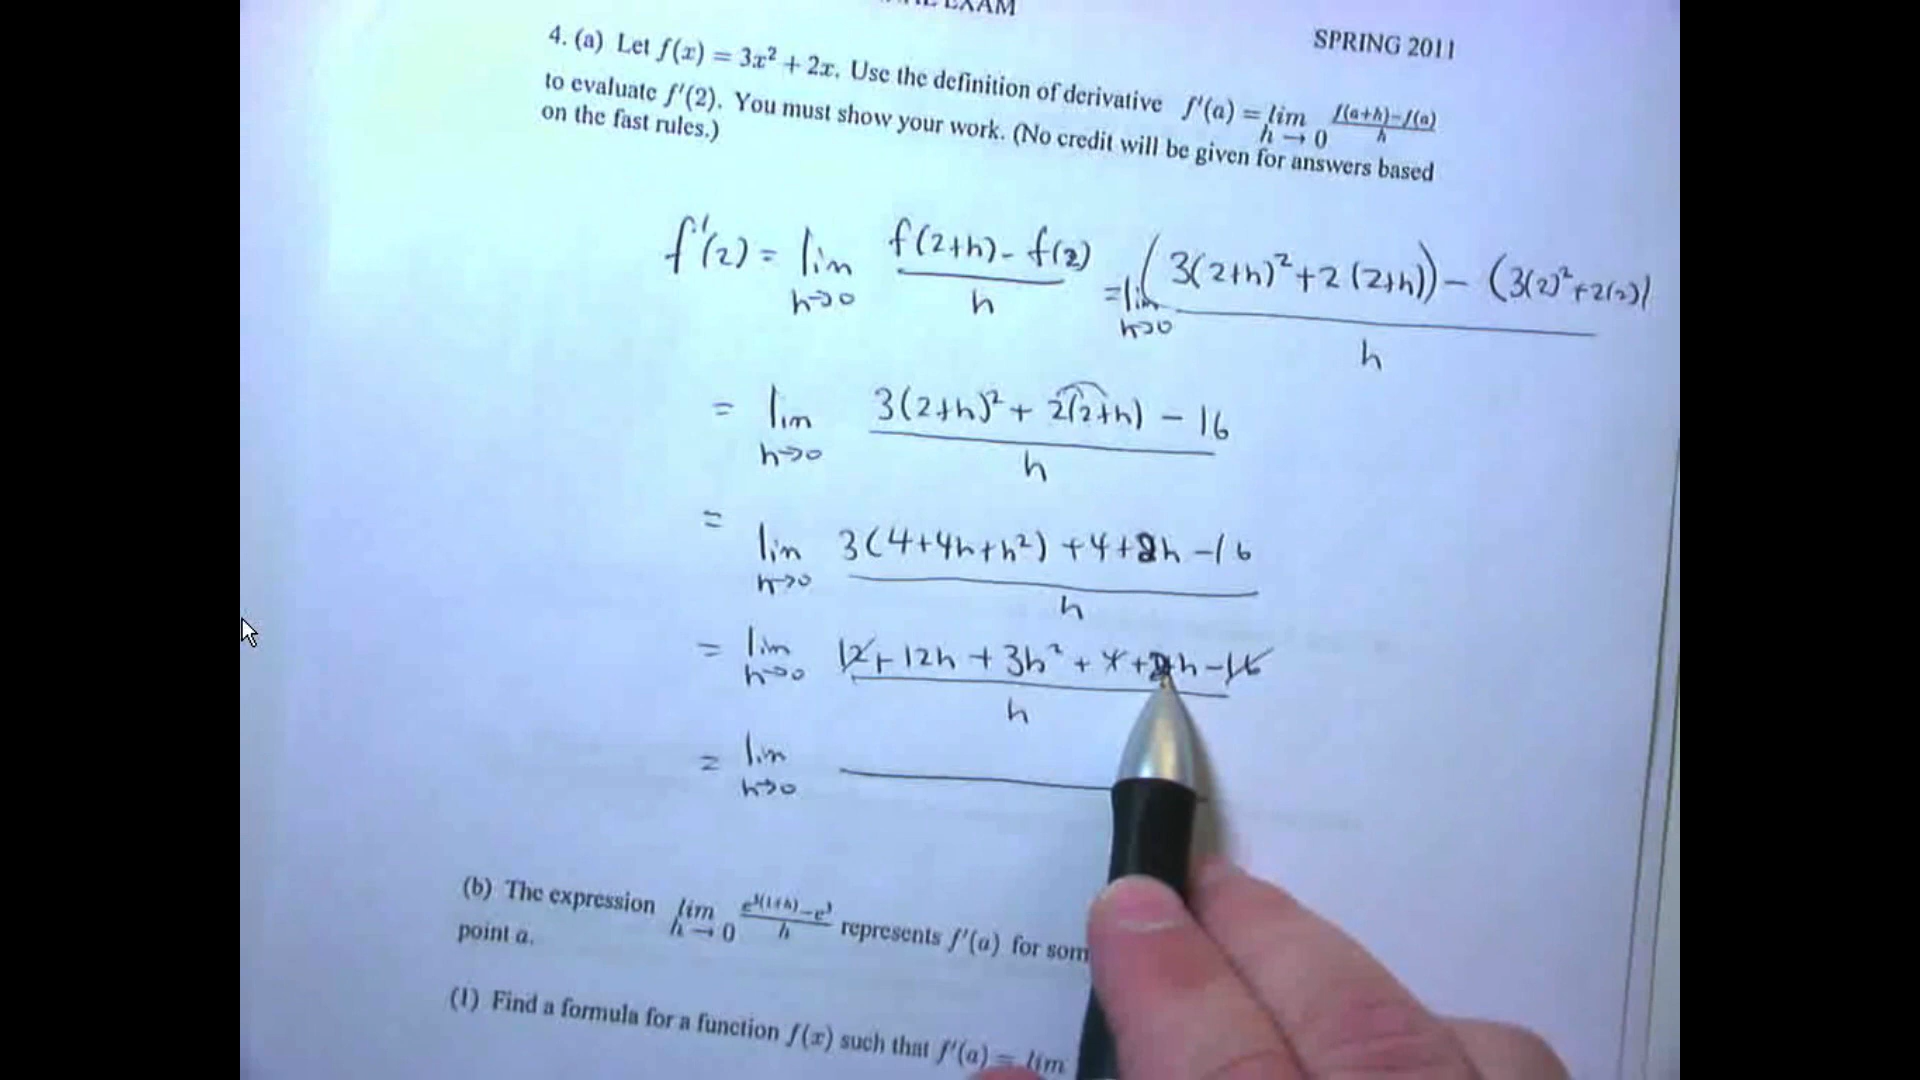 EXAM
SPRING 2011
4. (a) Let f(x) = 3x² + 2x. Use the definition of derivative f′(a) = lim h → 0 f(a+h)−f(a) / h
to evaluate f′(2). You must show your work. (No credit will be given for answers based
on the fast rules.)
f′(2) = lim h→0 f(2+h) - f(2) / h = lim h→0 (3(2+h)² + 2(2+h)) - (3(2)² + 2(2)) / h
= lim h→0 3(2+h)² + 2(2+h) - 16 / h
= lim h→0 3(4+4h+h²) + 4 + 2h - 16 / h
= lim h→0 12 + 12h + 3h² + 4 + 2h - 16 / h
= lim h→0
(b) The expression lim h → 0 e^3(1+h) − e^3 / h represents f′(a) for som
point a.
(1) Find a formula for a function f(x) such that f′(a) = lim